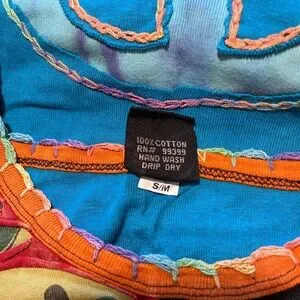 100% COTTON
RN# 99399
HAND WASH
DRIP DRY
S/M